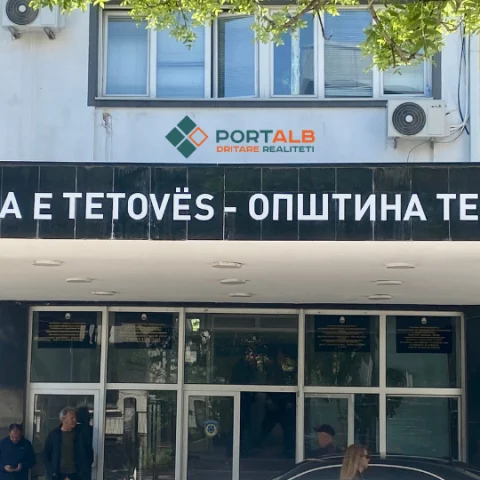 PORTALB
DRITARE REALITETI
A E TETOVËS - ОПШТИНА ТЕ